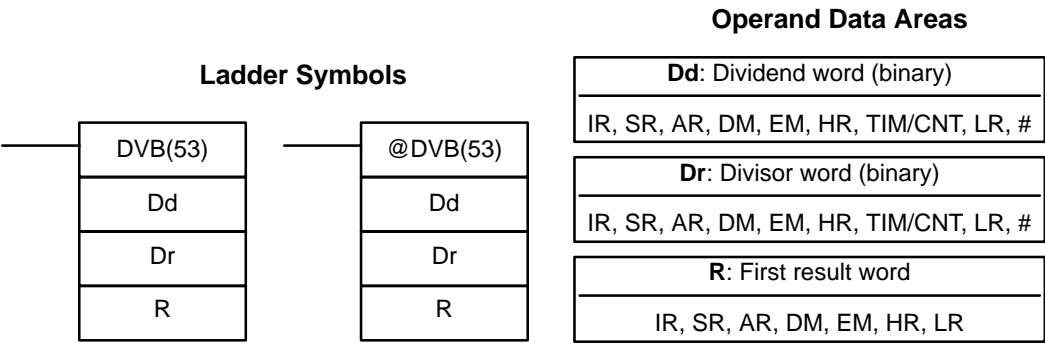 Ladder Symbols
DVB(53)
Dd
Dr
R
@DVB(53)
Dd
Dr
R
Operand Data Areas
Dd: Dividend word (binary)
IR, SR, AR, DM, EM, HR, TIM/CNT, LR, #
Dr: Divisor word (binary)
IR, SR, AR, DM, EM, HR, TIM/CNT, LR, #
R: First result word
IR, SR, AR, DM, EM, HR, LR